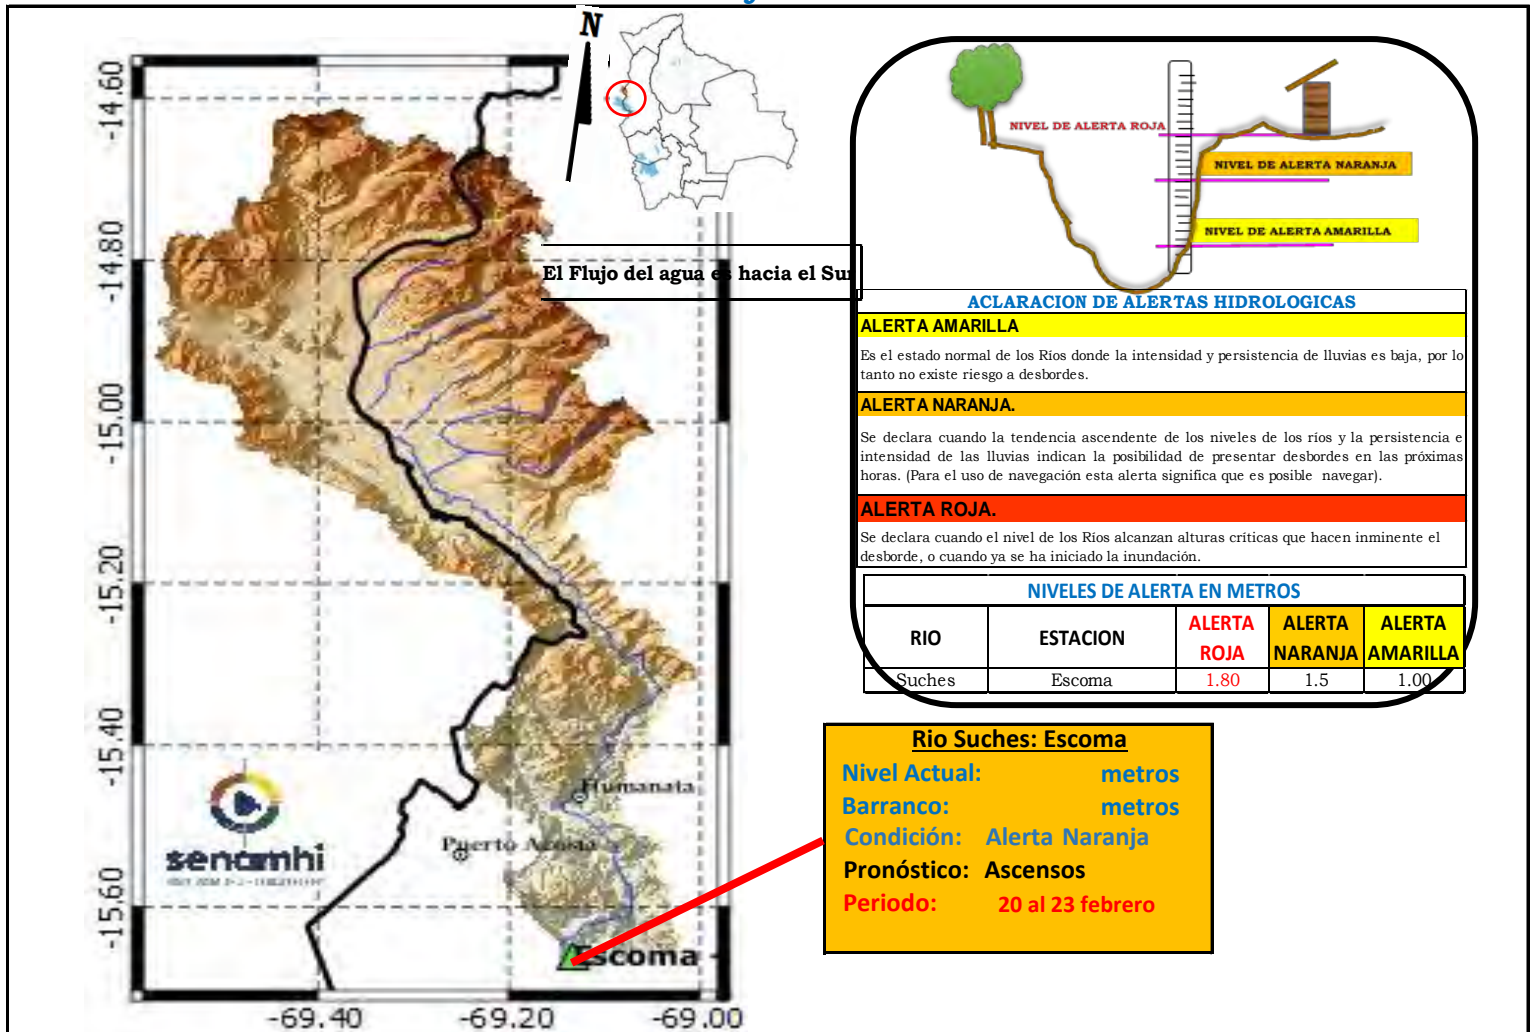 N
El Flujo del agua es hacia el Sur
-14.60
-14.80
-15.00
-15.20
-15.40
-15.60
-69.40
-69.20
-69.00
Humanata
Puerto Acosta
Escoma
senamhi
NIVEL DE ALERTA ROJA
NIVEL DE ALERTA NARANJA
NIVEL DE ALERTA AMARILLA
ACLARACION DE ALERTAS HIDROLOGICAS
ALERTA AMARILLA
Es el estado normal de los Ríos donde la intensidad y persistencia de lluvias es baja, por lo
tanto no existe riesgo a desbordes.
ALERTA NARANJA.
Se declara cuando la tendencia ascendente de los niveles de los ríos y la persistencia e
intensidad de las lluvias indican la posibilidad de presentar desbordes en las próximas
horas. (Para el uso de navegación esta alerta significa que es posible navegar).
ALERTA ROJA.
Se declara cuando el nivel de los Ríos alcanzan alturas críticas que hacen inminente el
desborde, o cuando ya se ha iniciado la inundación.
NIVELES DE ALERTA EN METROS
RIO ESTACION ALERTA ROJA ALERTA NARANJA ALERTA AMARILLA
Suches Escoma 1.80 1.5 1.00
Rio Suches: Escoma
Nivel Actual: metros
Barranco: metros
Condición: Alerta Naranja
Pronóstico: Ascensos
Periodo: 20 al 23 febrero